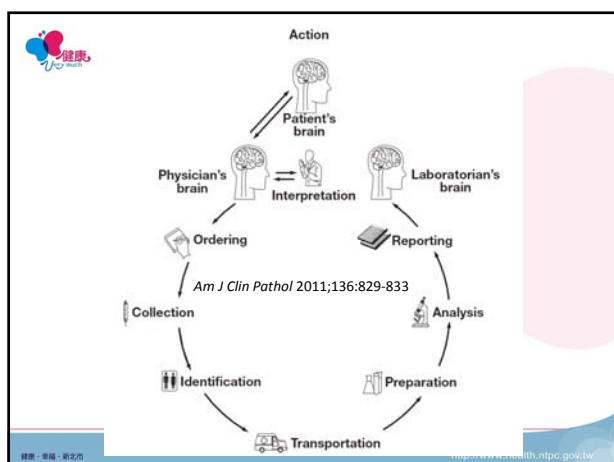 健康
much
Action
Patient's
brain
Physician's
brain
Interpretation
Laboratorian's
brain
Ordering
Reporting
Am J Clin Pathol 2011;136:829-833
Collection
Analysis
Identification
Preparation
Transportation
健康·幸福·新北市
http://www.health.ntpc.gov.tw